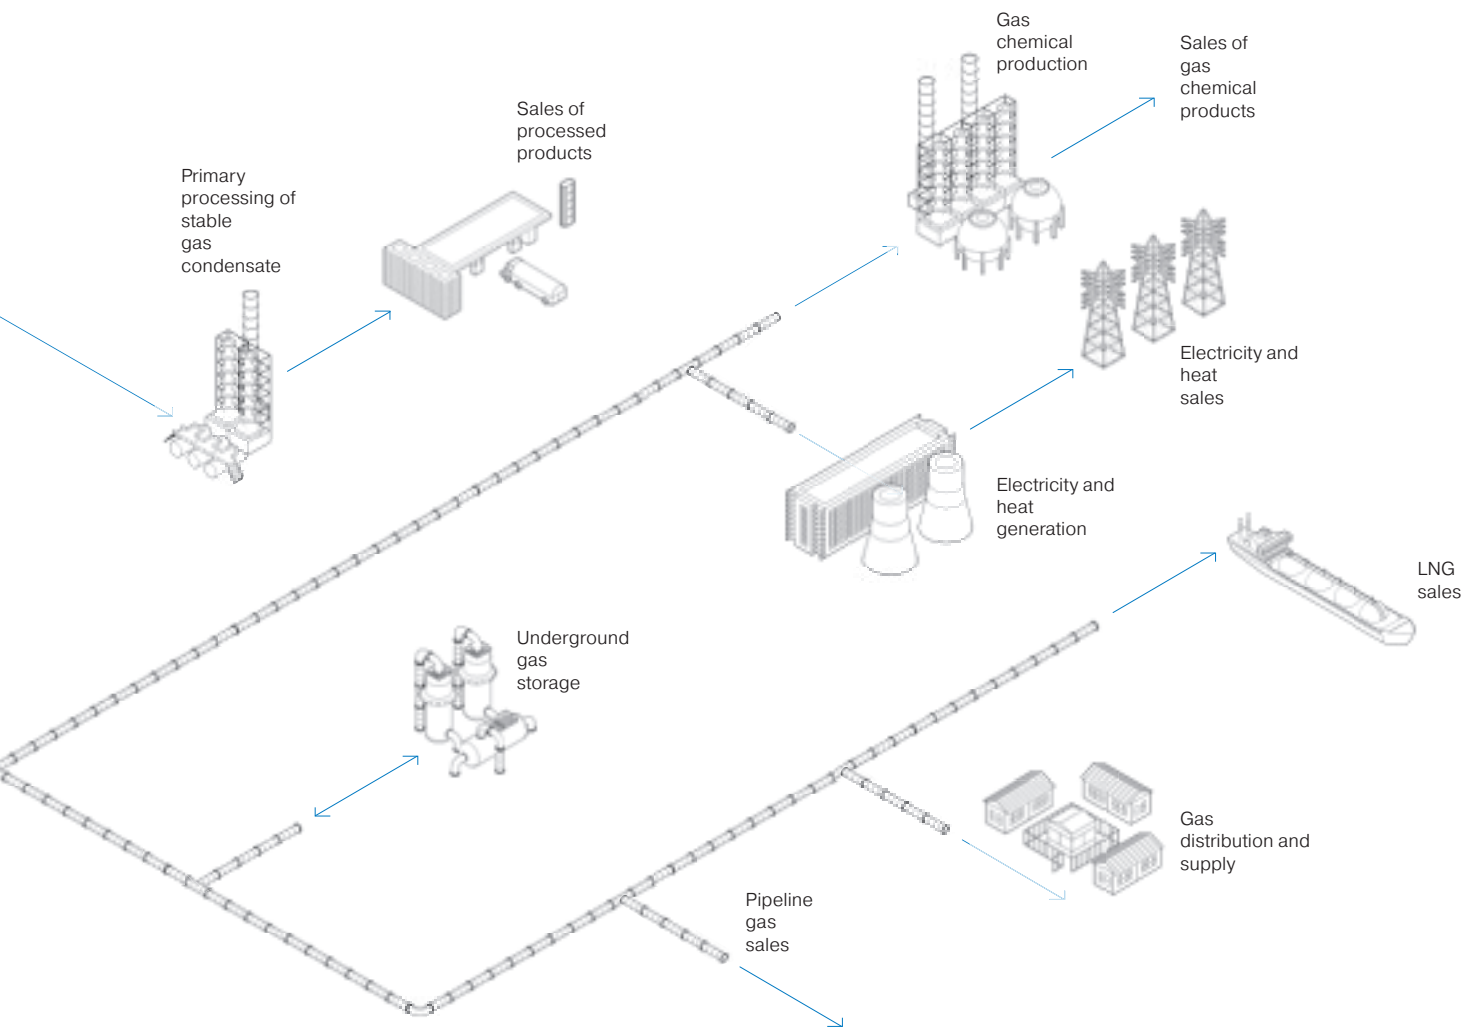 Gas
chemical
production
Sales of
gas
chemical
products
Sales of
processed
products
Primary
processing of
stable
gas
condensate
Electricity and
heat
sales
Electricity and
heat
generation
LNG
sales
Underground
gas
storage
Gas
distribution and
supply
Pipeline
gas
sales